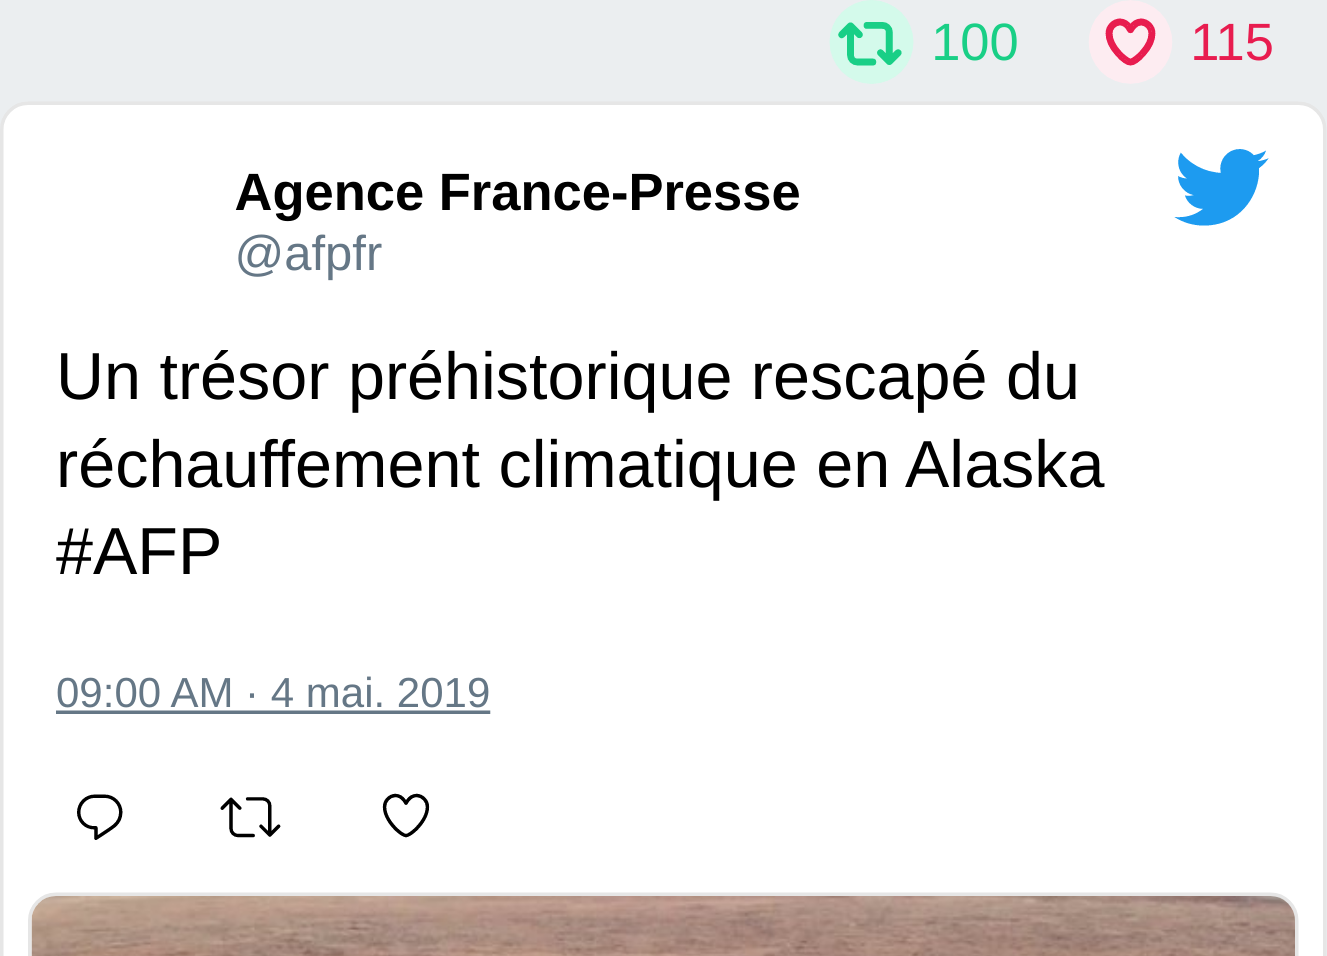 100 115
Agence France-Presse
@afpfr
Un trésor préhistorique rescapé du
réchauffement climatique en Alaska
#AFP
09:00 AM · 4 mai. 2019